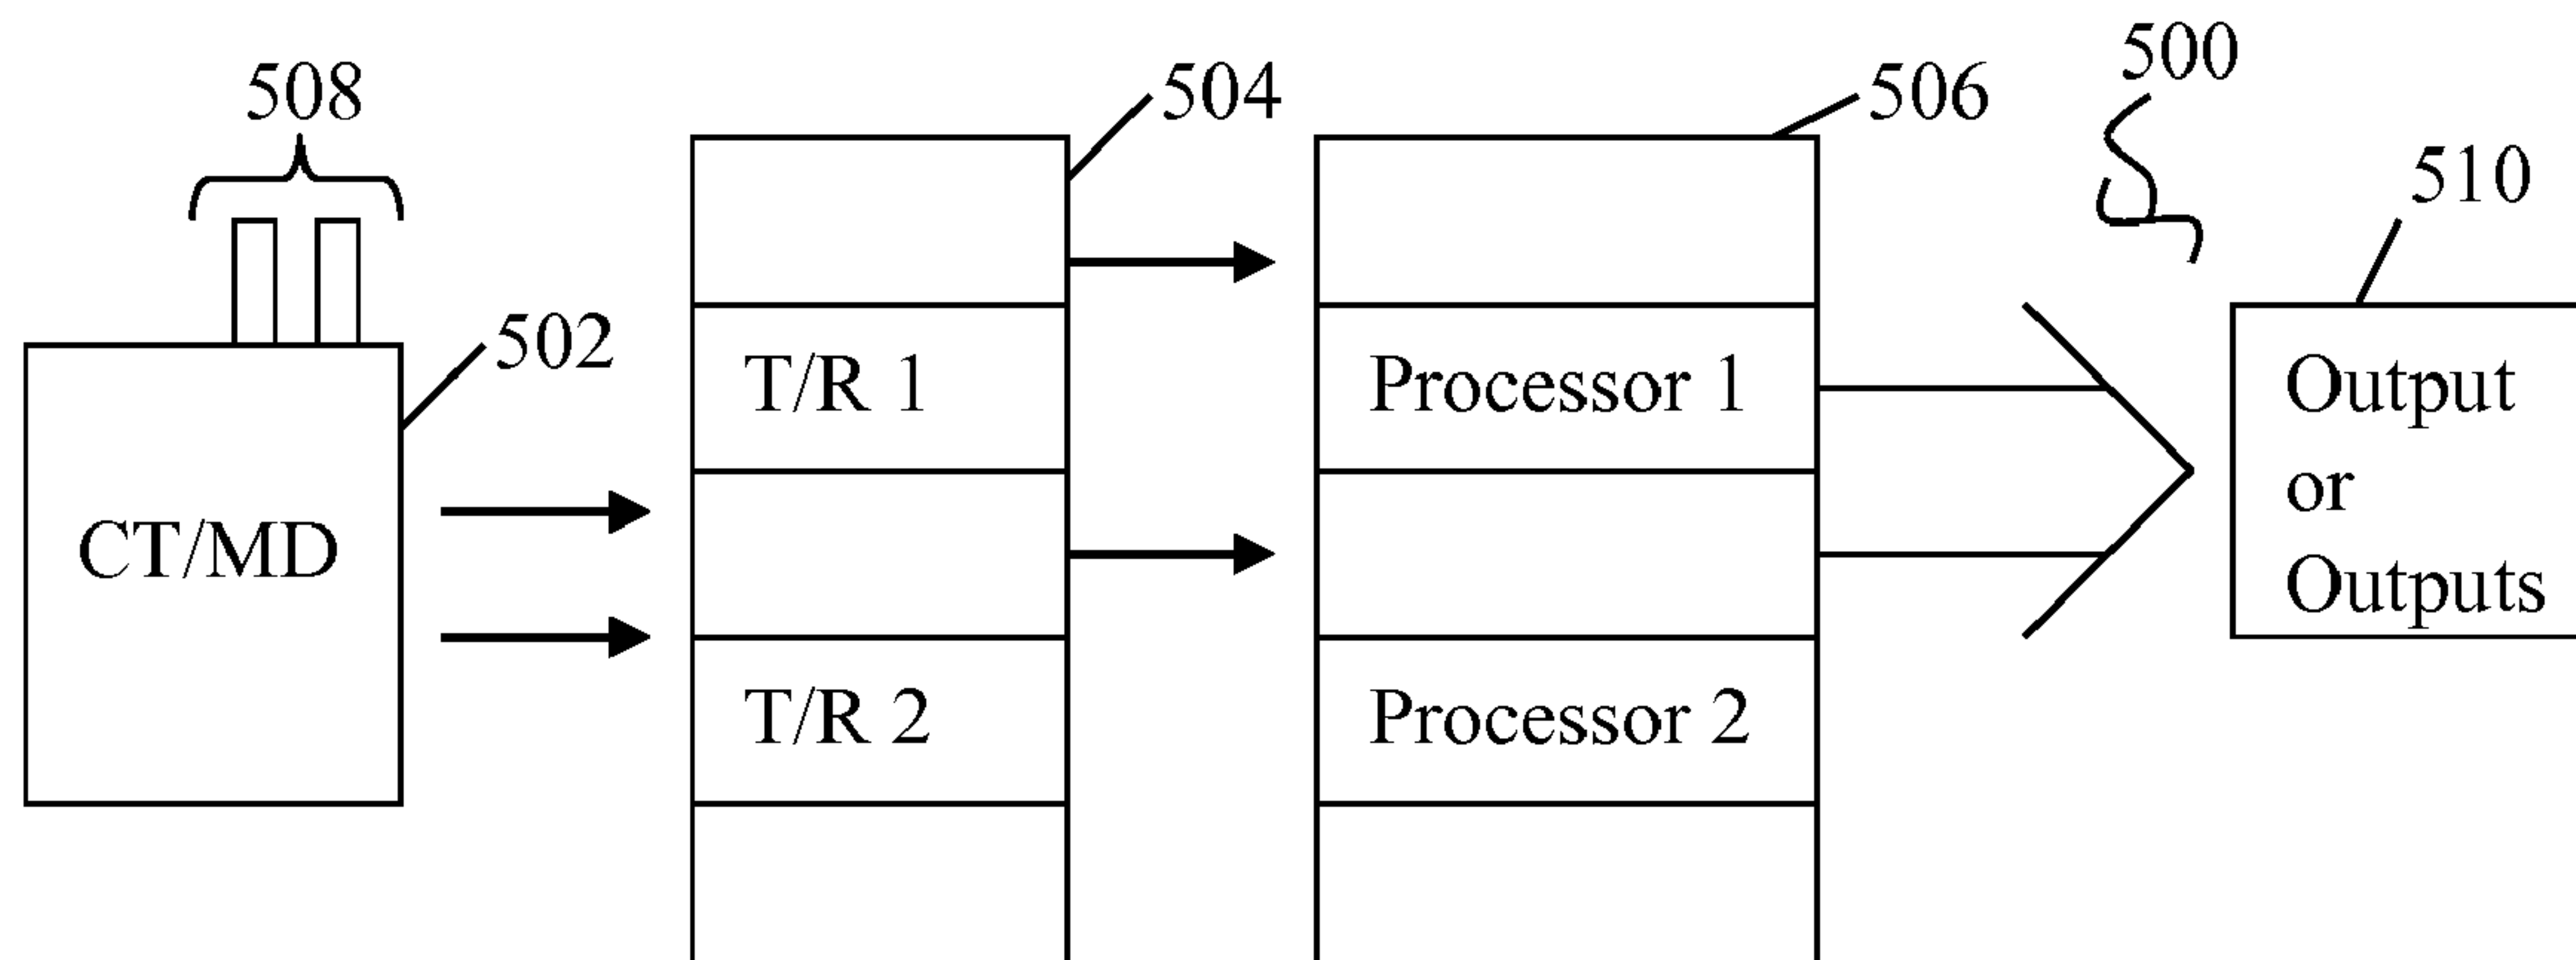 508
504
506
500
510
502
CT/MD
T/R 1
T/R 2
Processor 1
Processor 2
Output
or
Outputs